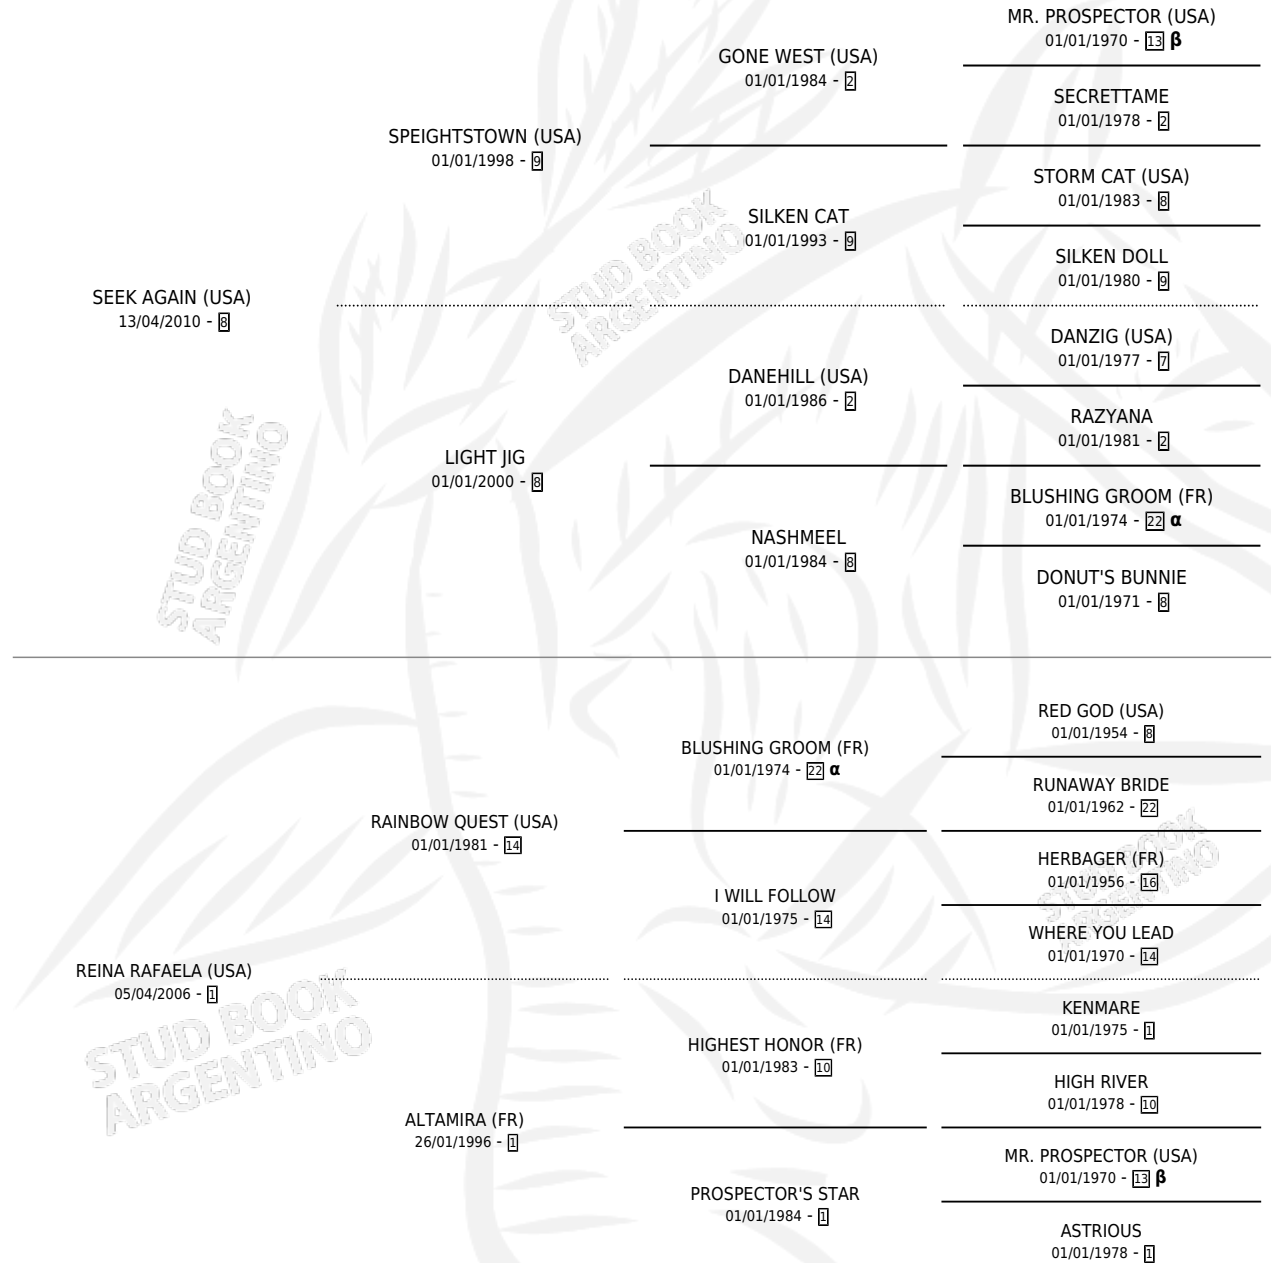 MR. PROSPECTOR (USA)
01/01/1970 - 13 β
GONE WEST (USA)
01/01/1984 - 2
SECRETTAME
01/01/1978 - 2
SPEIGHTSTOWN (USA)
01/01/1998 - 9
STORM CAT (USA)
01/01/1983 - 8
SILKEN CAT
01/01/1993 - 9
SILKEN DOLL
01/01/1980 - 9
STUD BOOK
ARGENTINO
SEEK AGAIN (USA)
13/04/2010 - 8
DANZIG (USA)
01/01/1977 - 7
DANEHILL (USA)
01/01/1986 - 2
RAZYANA
01/01/1981 - 2
LIGHT JIG
01/01/2000 - 8
BLUSHING GROOM (FR)
01/01/1974 - 22 α
NASHMEEL
01/01/1984 - 8
DONUT'S BUNNIE
01/01/1971 - 8
STUD BOOK
ARGENTINO
RED GOD (USA)
01/01/1954 - 8
BLUSHING GROOM (FR)
01/01/1974 - 22 α
RUNAWAY BRIDE
01/01/1962 - 22
RAINBOW QUEST (USA)
01/01/1981 - 14
HERBAGER (FR)
01/01/1956 - 16
I WILL FOLLOW
01/01/1975 - 14
WHERE YOU LEAD
01/01/1970 - 14
STUD BOOK
ARGENTINO
REINA RAFAELA (USA)
05/04/2006 - 1
KENMARE
01/01/1975 - 1
HIGHEST HONOR (FR)
01/01/1983 - 10
HIGH RIVER
01/01/1978 - 10
STUD BOOK
ARGENTINO
ALTAMIRA (FR)
26/01/1996 - 1
MR. PROSPECTOR (USA)
01/01/1970 - 13 β
PROSPECTOR'S STAR
01/01/1984 - 1
ASTRIOUS
01/01/1978 - 1